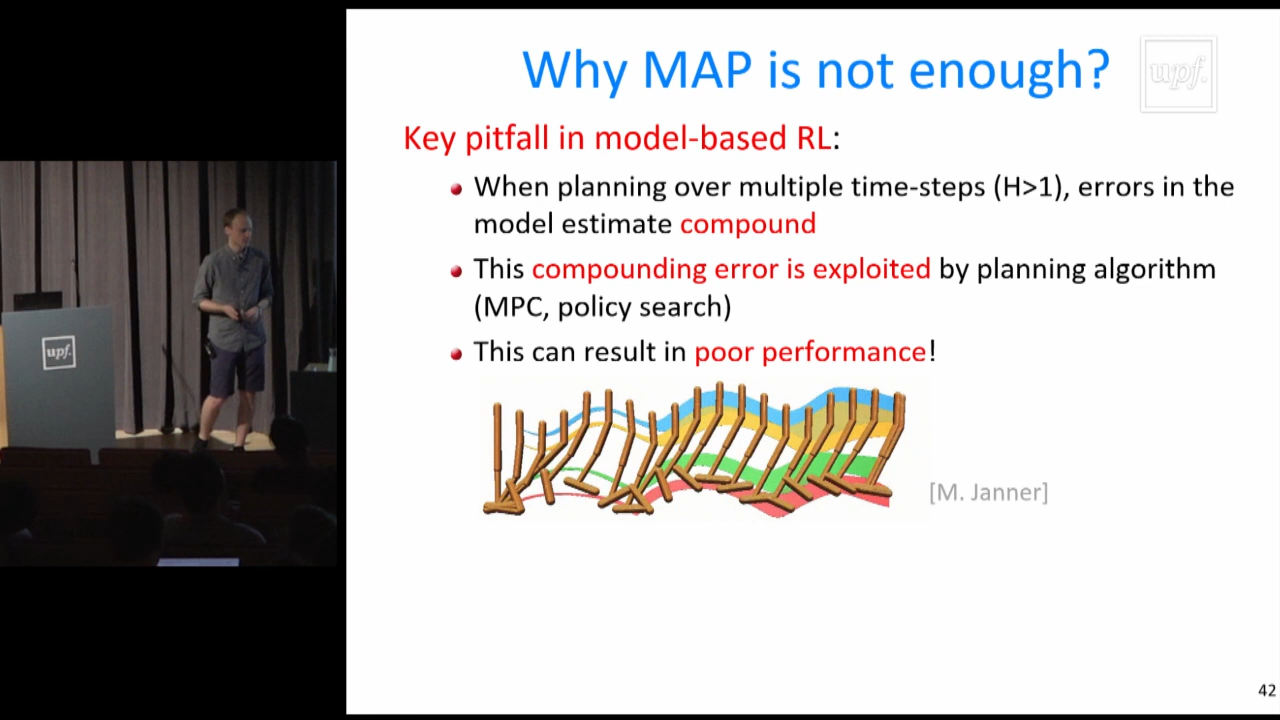 Why MAP is not enough?
upf.
Key pitfall in model-based RL:
When planning over multiple time-steps (H>1), errors in the
model estimate compound
This compounding error is exploited by planning algorithm
(MPC, policy search)
This can result in poor performance!
upf.
[M. Janner]
42